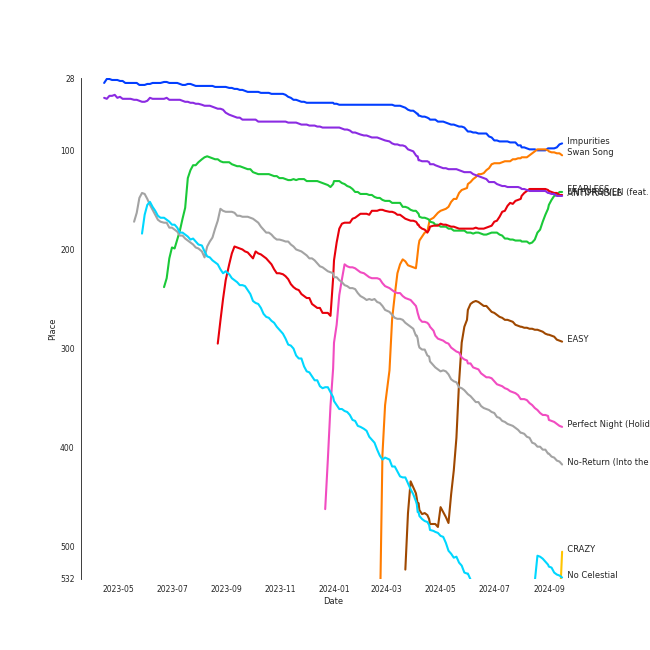 28
100
200
300
400
500
532
Place
2023-05
2023-07
2023-09
2023-11
2024-01
2024-03
2024-05
2024-07
2024-09
Date
Impurities
Swan Song
FEARLESS
(feat.
ANTIFRAGILE
EASY
Perfect Night (Holid
No-Return (Into the
CRAZY
No Celestial